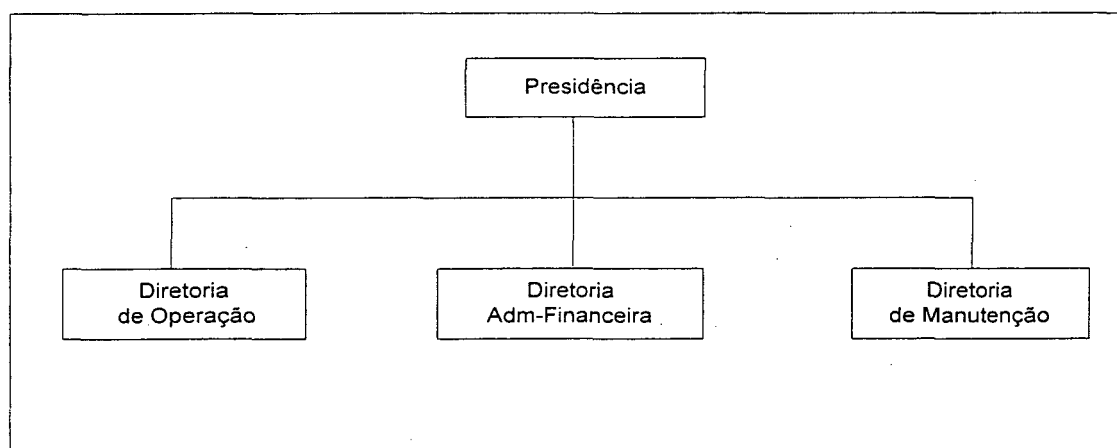 Presidência
Diretoria
de Operação
Diretoria
Adm-Financeira
Diretoria
de Manutenção